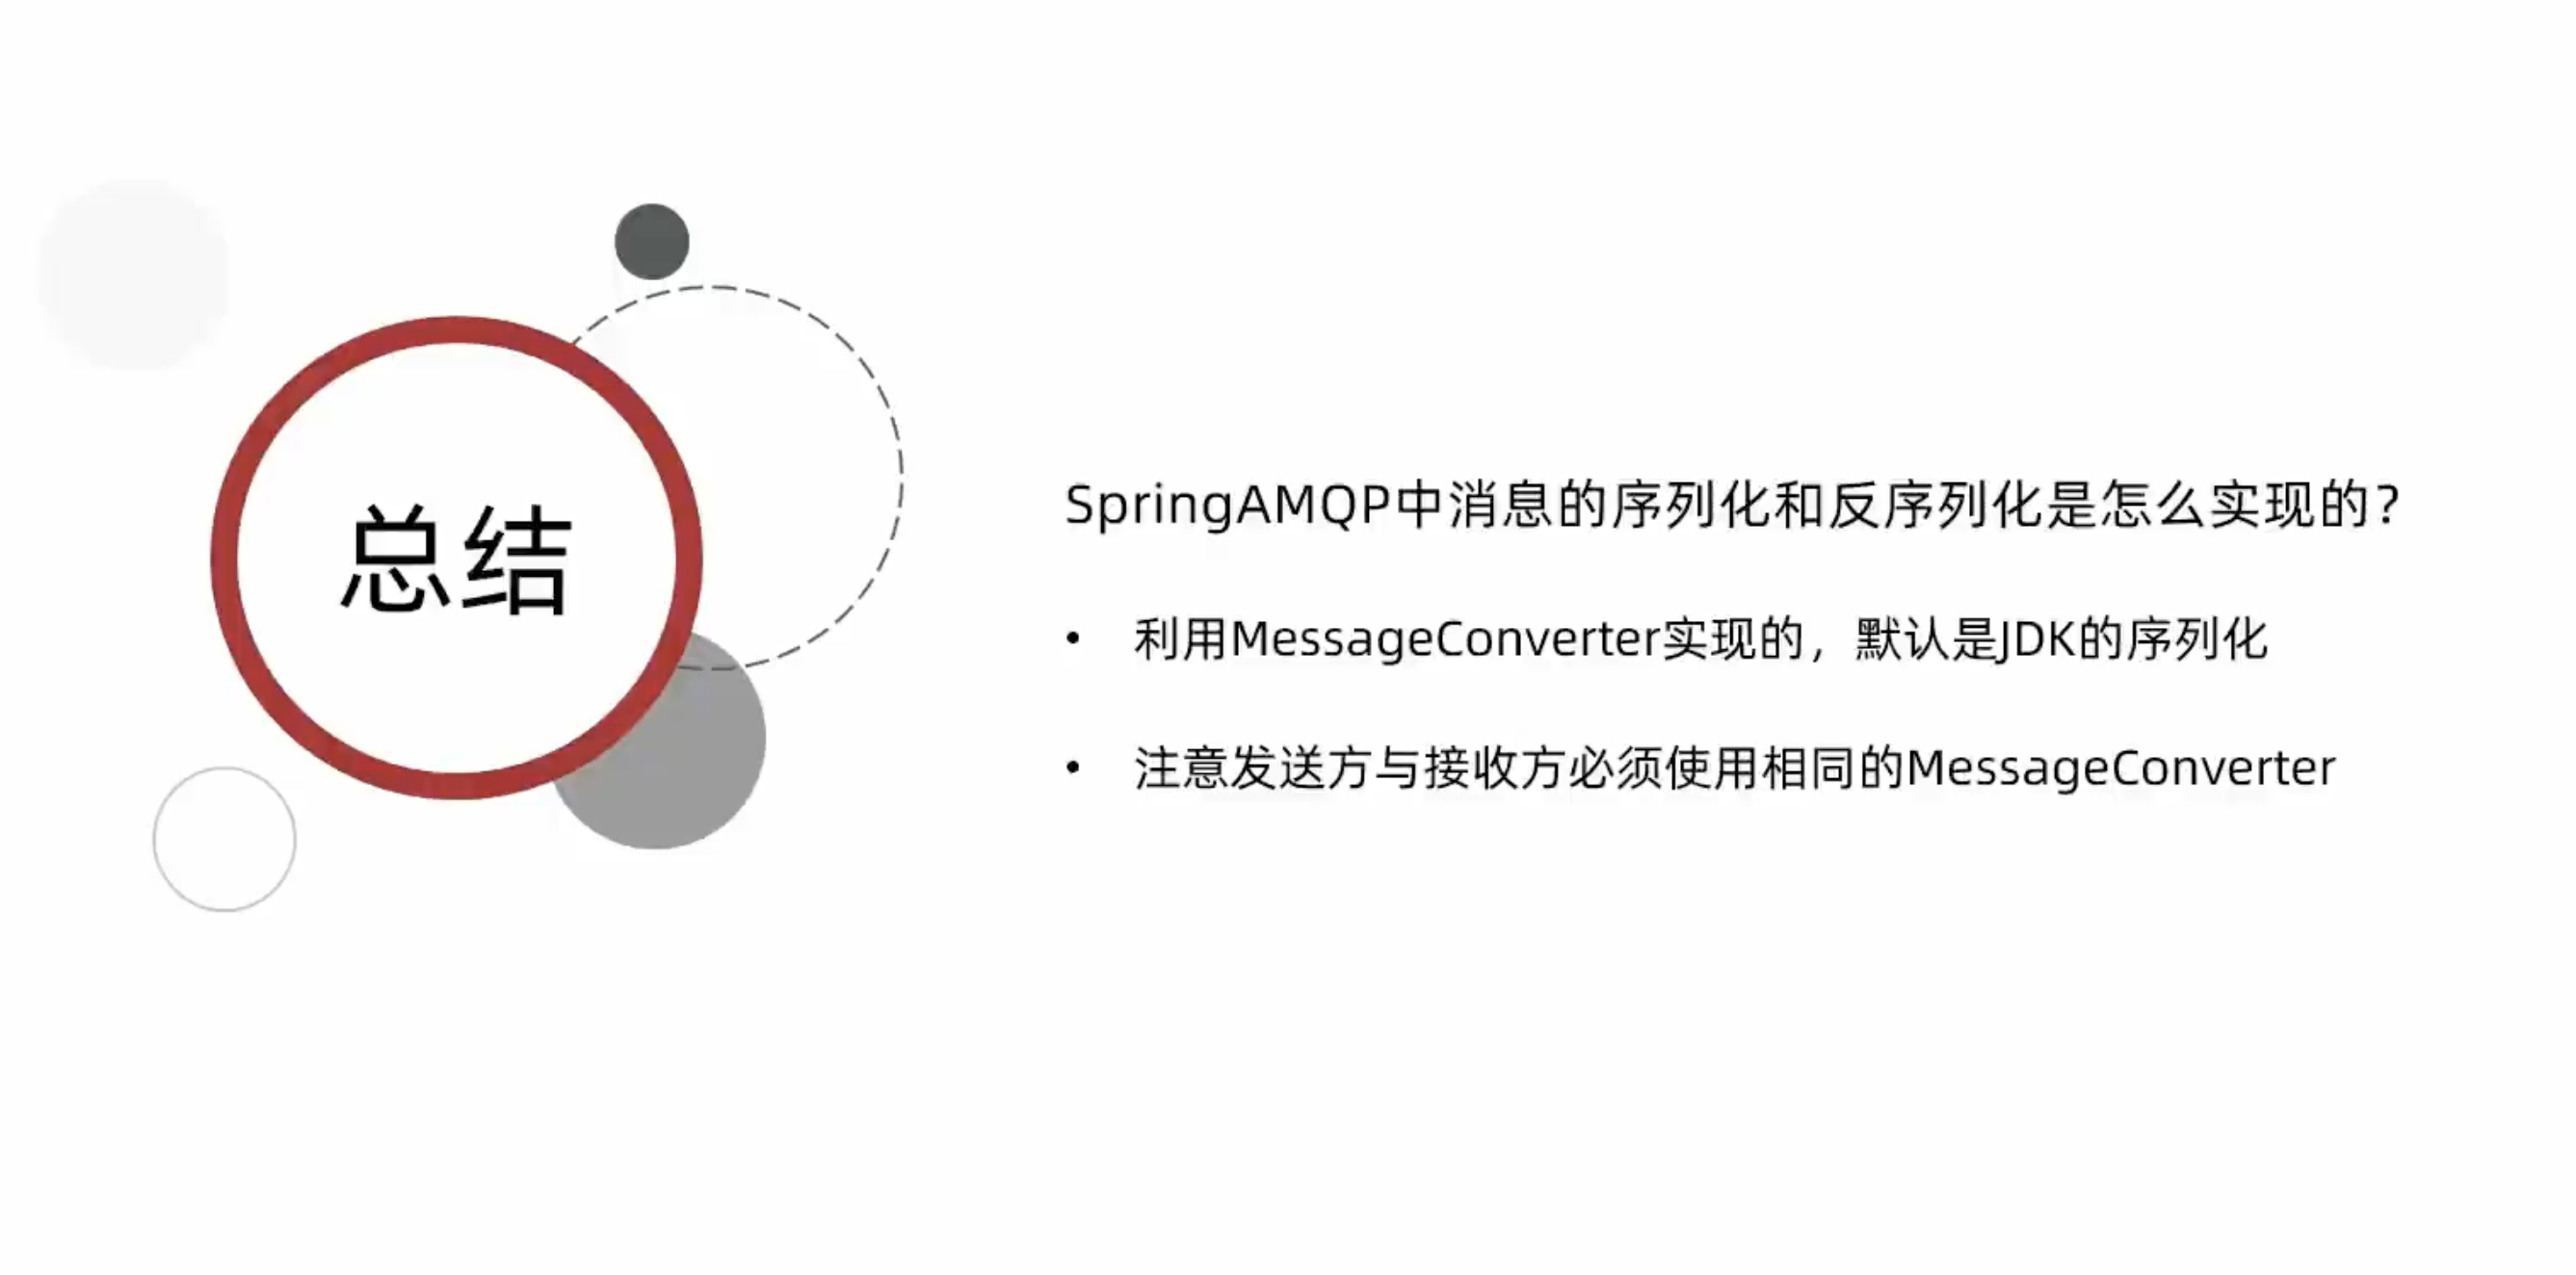 总结
SpringAMQP中消息的序列化和反序列化是怎么实现的？
• 利用MessageConverter实现的，默认是JDK的序列化
• 注意发送方与接收方必须使用相同的MessageConverter